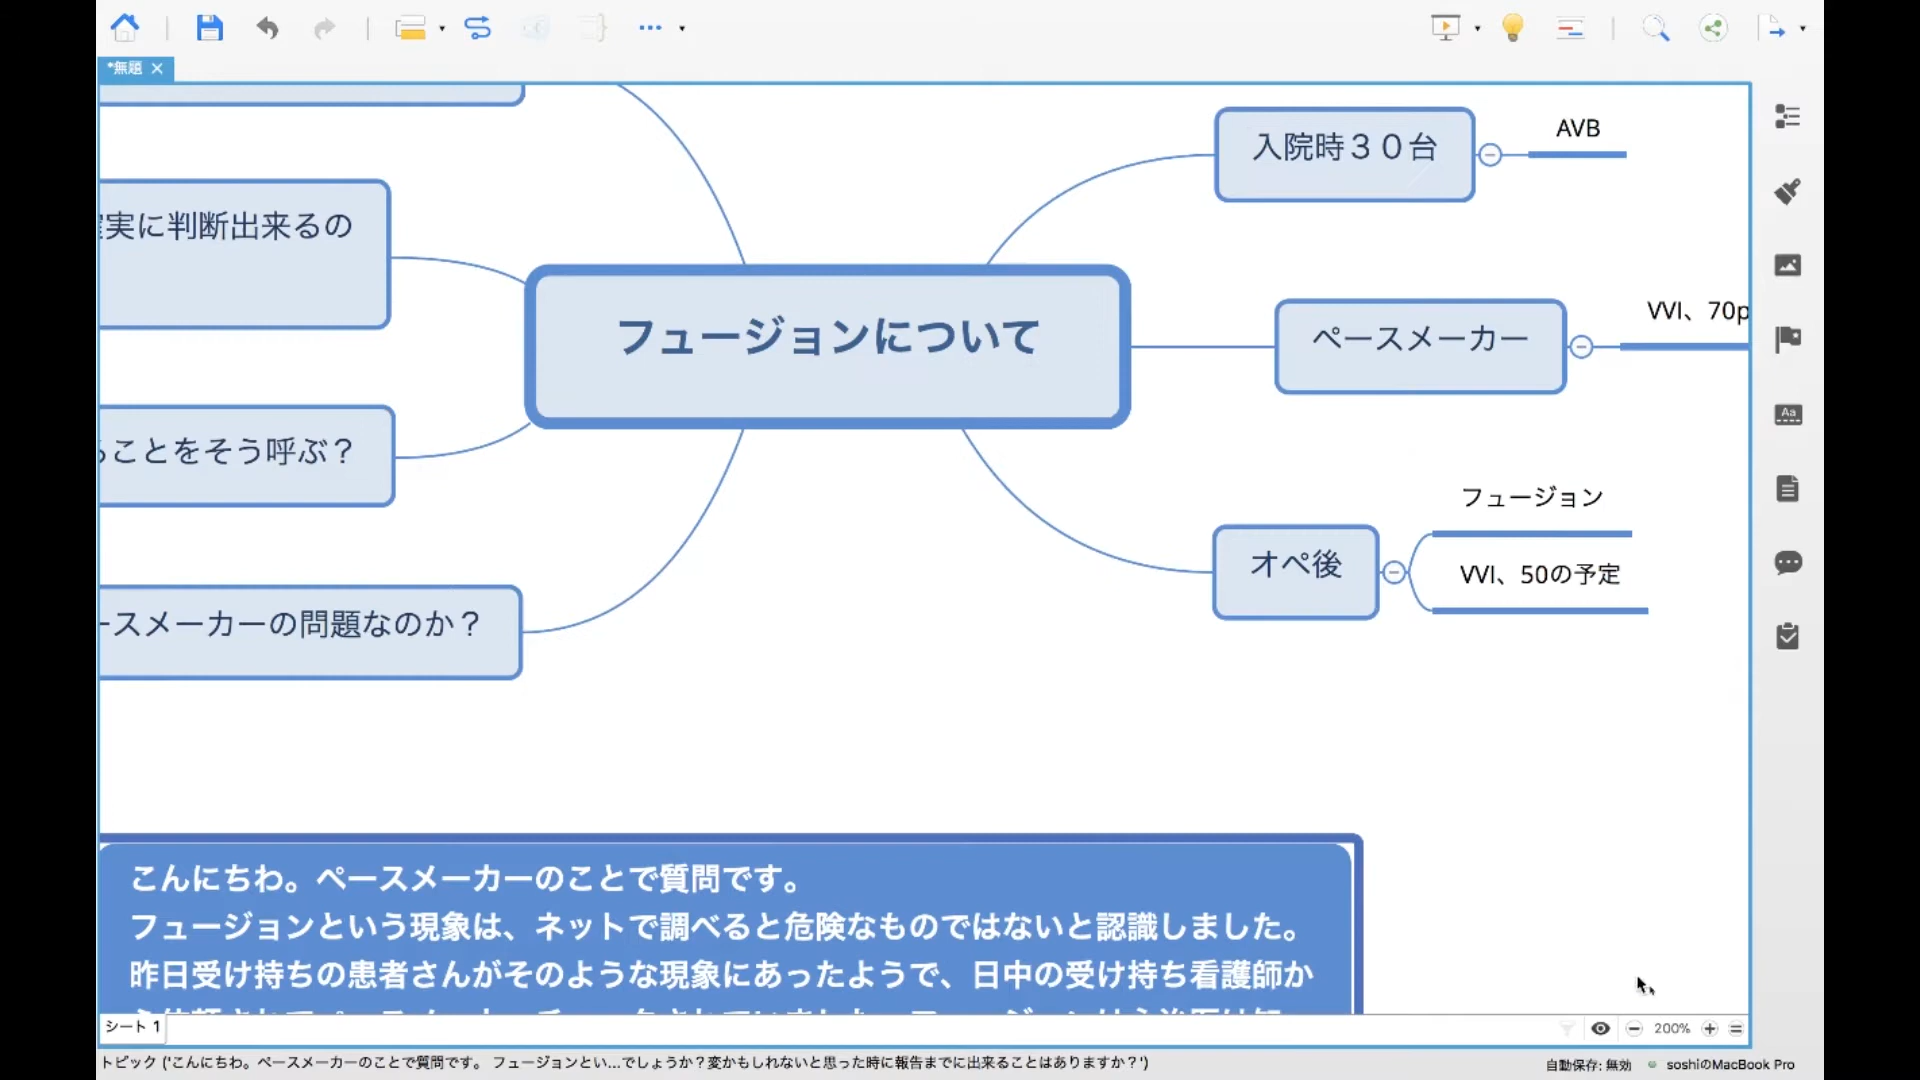 *無題
入院時３０台
AVB
実に判断出来るの
フュージョンについて
ペースメーカー
VVI、70p
ことをそう呼ぶ？
オペ後
フュージョン
VVI、50の予定
ースメーカーの問題なのか？
こんにちわ。ペースメーカーのことで質問です。
フュージョンという現象は、ネットで調べると危険なものではないと認識しました。
昨日受け持ちの患者さんがそのような現象にあったようで、日中の受け持ち看護師か
シート 1
200%
トピック ('こんにちわ。ペースメーカーのことで質問です。 フュージョンとい...でしょうか？変かもしれないと思った時に報告までに出来ることはありますか？')
自動保存: 無効
soshiのMacBook Pro
Aa